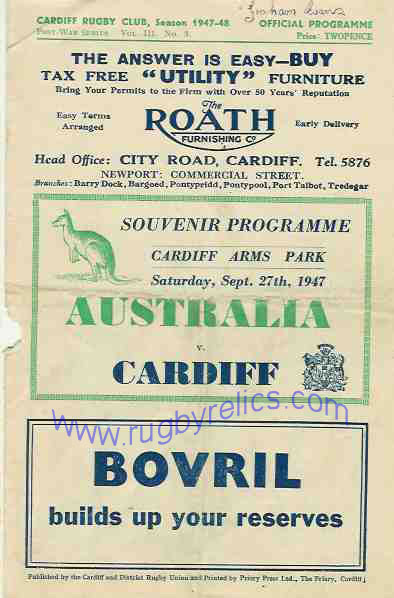 Graham Evans
CARDIFF RUGBY CLUB, Season 1947-48 OFFICIAL PROGRAMME
POST-WAR SERIES VOL. III. No. 3. Price: TWOPENCE
THE ANSWER IS EASY—BUY
TAX FREE "UTILITY" FURNITURE
Bring Your Permits to the Firm with Over 50 Years' Reputation
Easy Terms Arranged
The ROATH FURNISHING Co.
Early Delivery
Head Office: CITY ROAD, CARDIFF. Tel. 5876
NEWPORT: COMMERCIAL STREET.
Branches: Barry Dock, Bargoed, Pontypridd, Pontypool, Port Talbot, Tredegar
SOUVENIR PROGRAMME
CARDIFF ARMS PARK
Saturday, Sept. 27th, 1947
AUSTRALIA
v.
CARDIFF
www.rugbyrelics.com
BOVRIL
builds up your reserves
Published by the Cardiff and District Rugby Union and Printed by Priory Press Ltd., The Friary, Cardiff